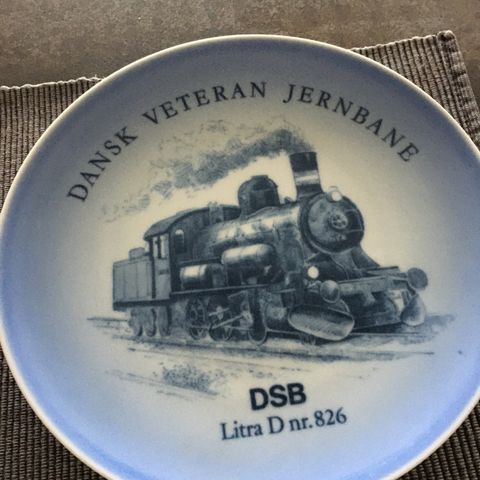 DANSK VETERAN JERNBANE
DSB
Litra D nr. 826